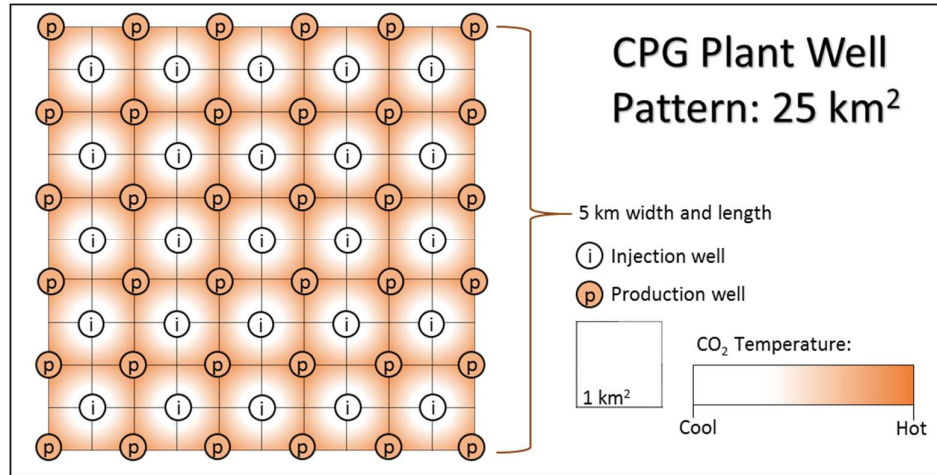 p p p p p p
i i i i i
p p p p p p
i i i i i
p p p p p p
i i i i i
p p p p p p
i i i i i
p p p p p p
i i i i i
p p p p p p
CPG Plant Well
Pattern: 25 km²
5 km width and length
i Injection well
p Production well
1 km²
CO₂ Temperature:
Cool Hot